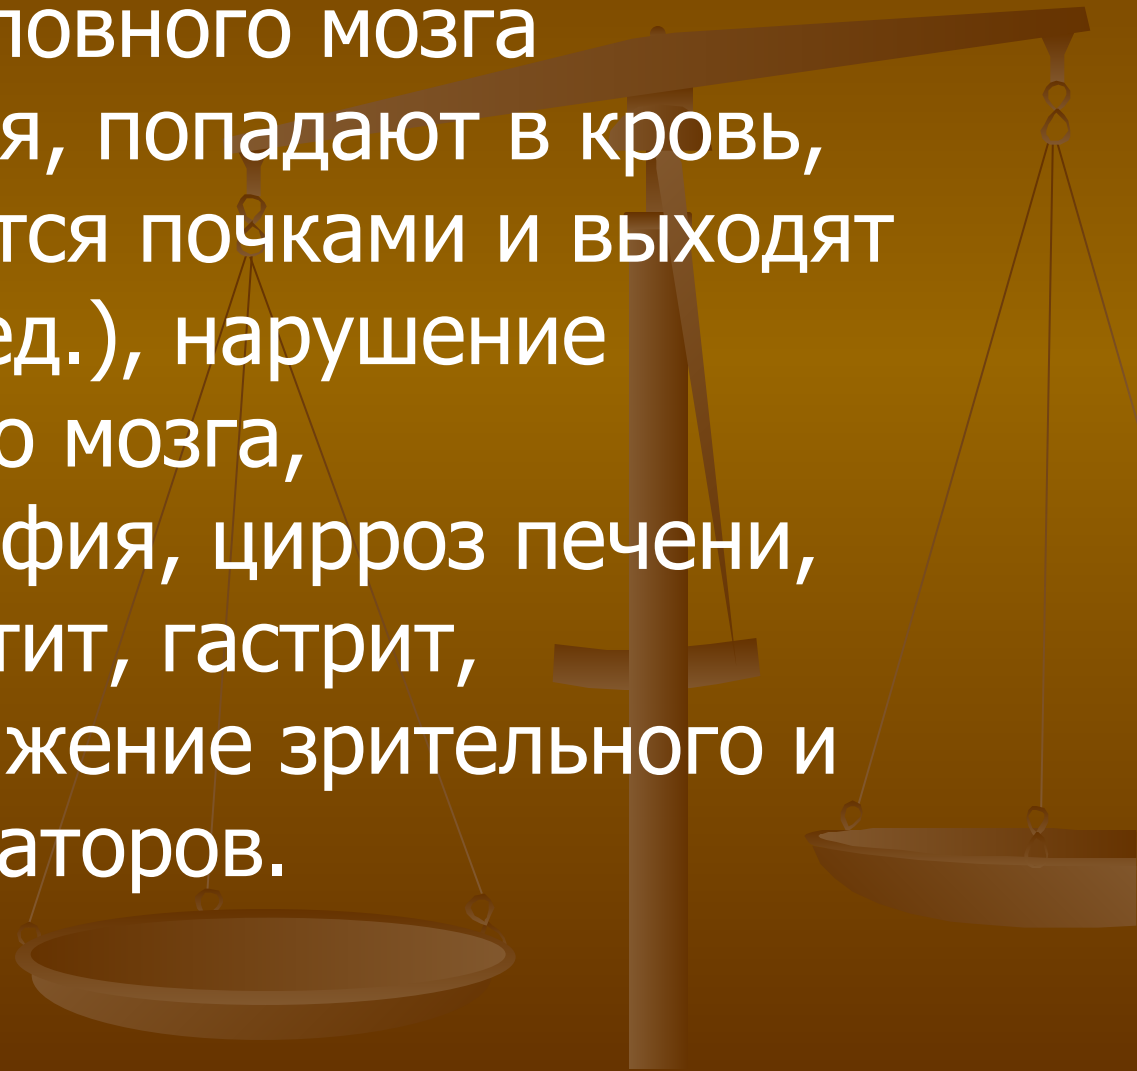 ловного мозга
я, попадают в кровь,
тся почками и выходят
ед.), нарушение
о мозга,
фия, цирроз печени,
тит, гастрит,
жение зрительного и
аторов.